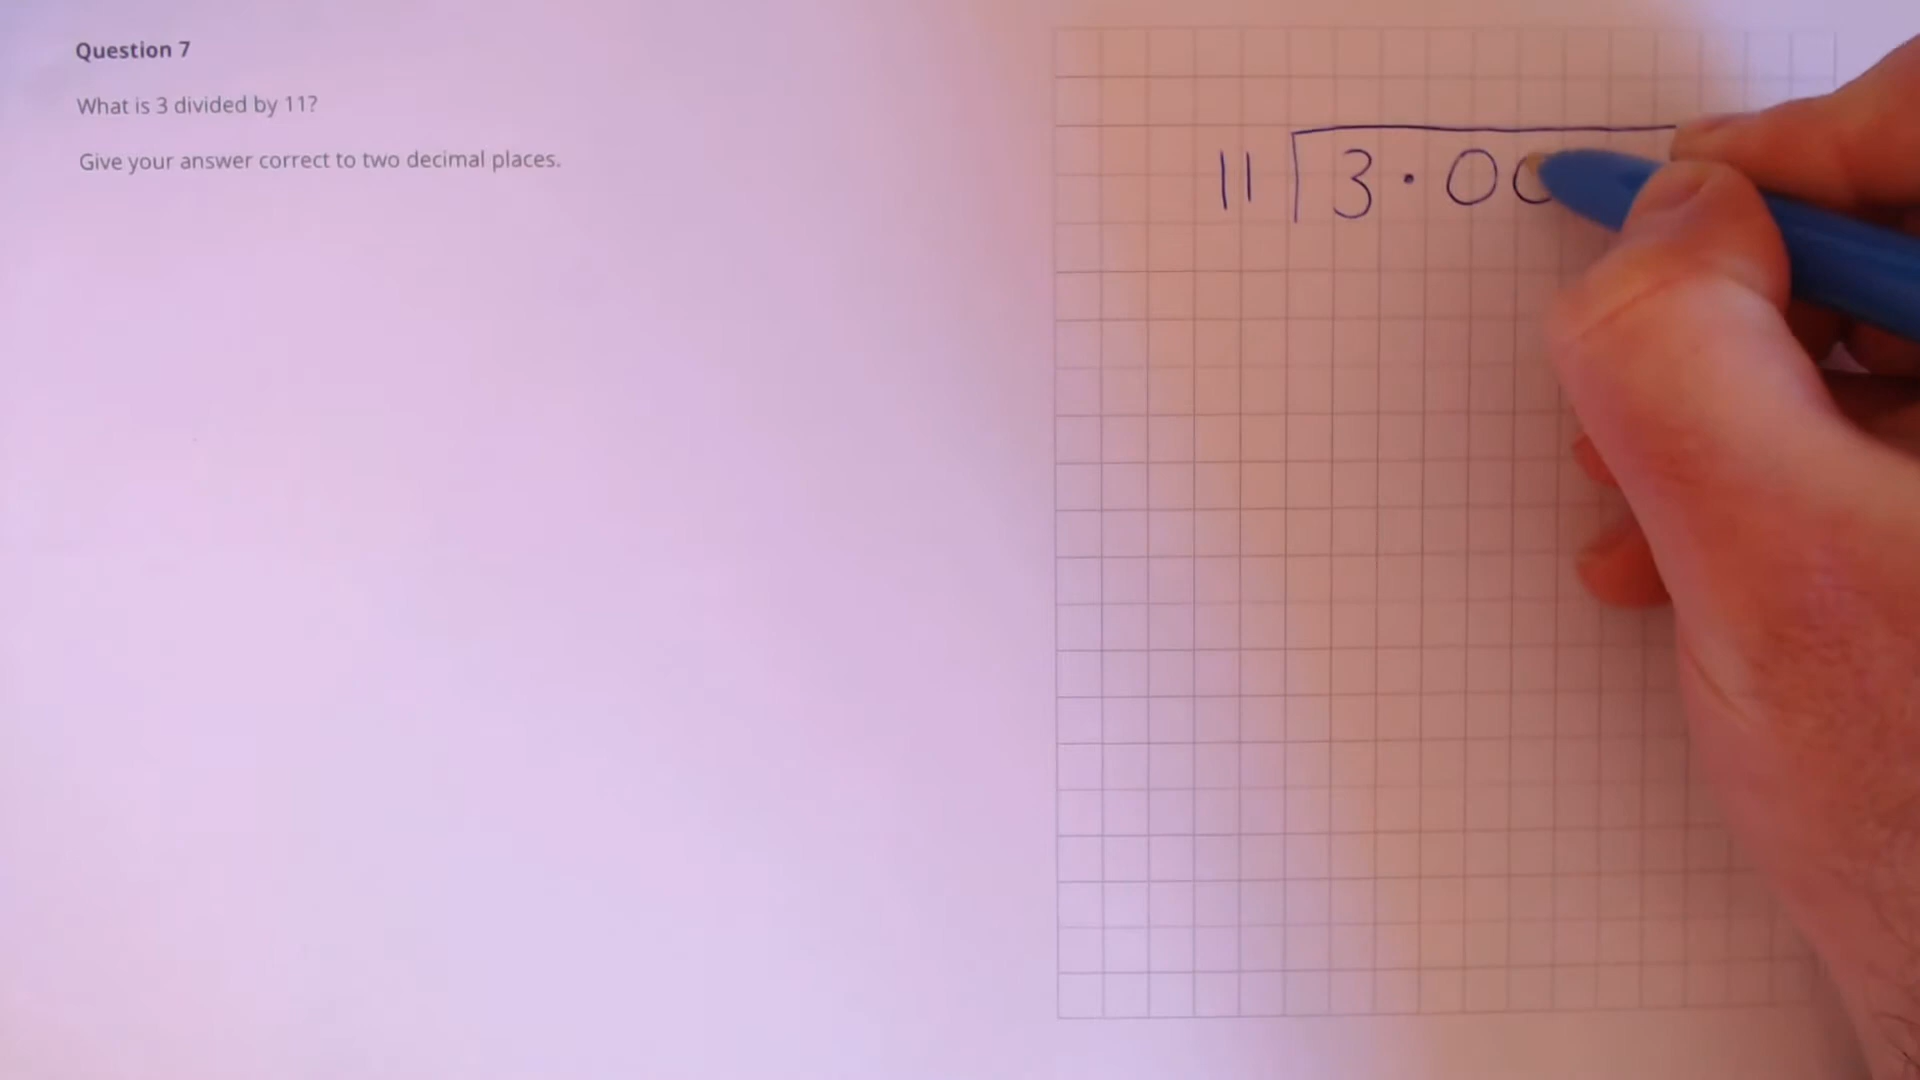 Question 7
What is 3 divided by 11?
Give your answer correct to two decimal places.
11 3.00